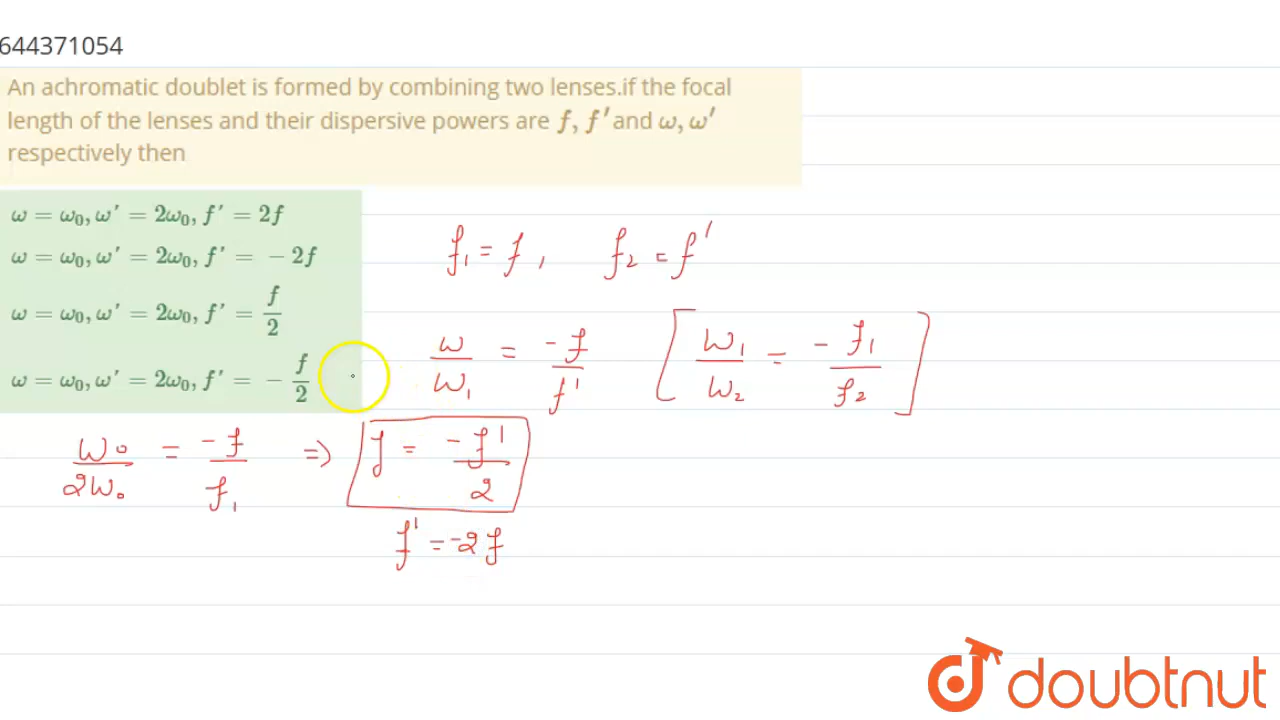 644371054
An achromatic doublet is formed by combining two lenses.if the focal
length of the lenses and their dispersive powers are f, f′ and ω, ω′
respectively then
ω = ω₀, ω′ = 2ω₀, f′ = 2f
ω = ω₀, ω′ = 2ω₀, f′ = −2f
ω = ω₀, ω′ = 2ω₀, f′ = f/2
ω = ω₀, ω′ = 2ω₀, f′ = −f/2
f₁ = f, f₂ = f'
ω/ω₁ = -f/f' [ω₁/ω₂ = -f₁/f₂]
ω₀/2ω₀ = -f/f₁ ⇒ f = -f'/2
f' = -2f
doubtnut